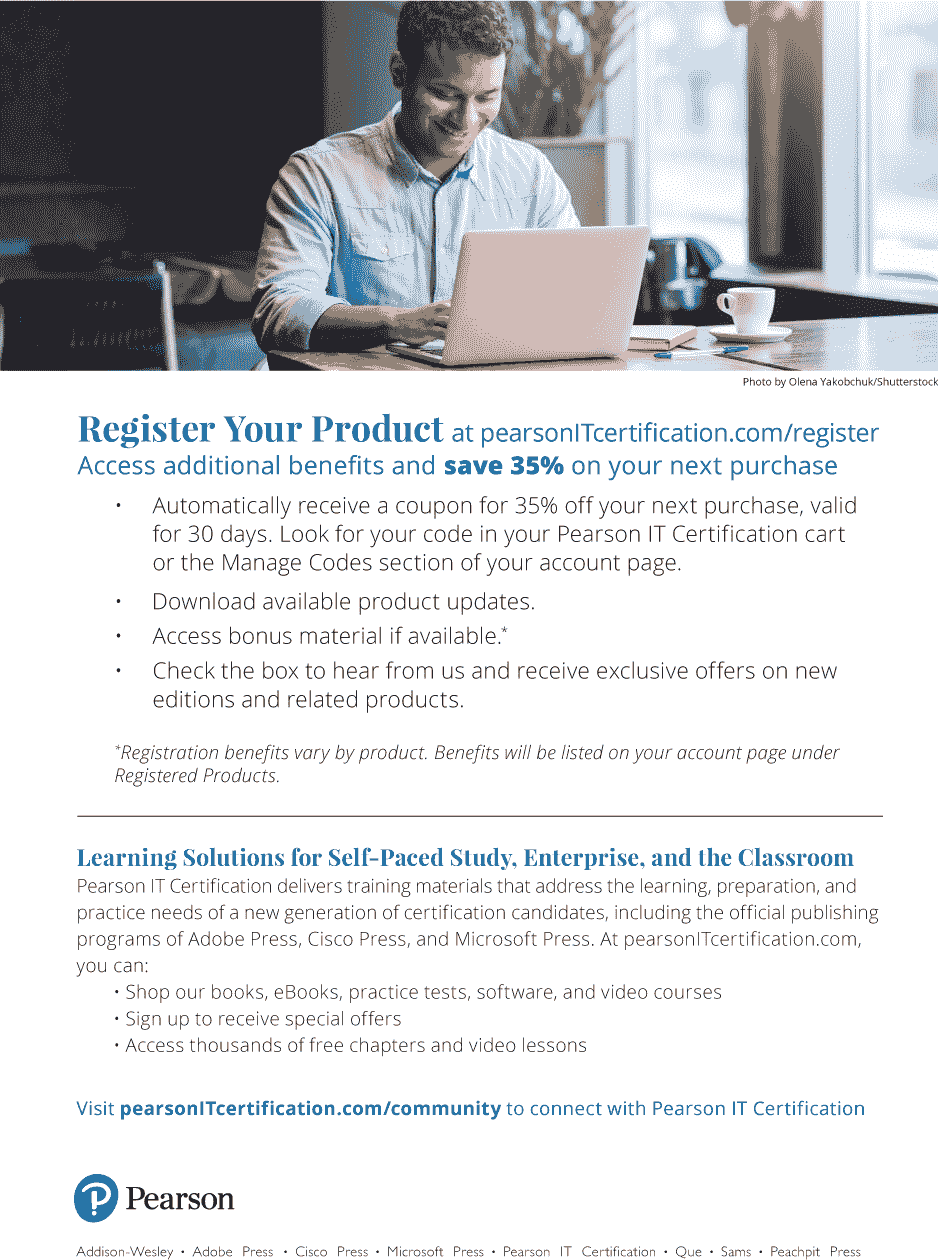 Photo by Olena Yakobchuk/Shutterstock
Register Your Product at pearsonITcertification.com/register
Access additional benefits and save 35% on your next purchase
• Automatically receive a coupon for 35% off your next purchase, valid
for 30 days. Look for your code in your Pearson IT Certification cart
or the Manage Codes section of your account page.
• Download available product updates.
• Access bonus material if available.*
• Check the box to hear from us and receive exclusive offers on new
editions and related products.
*Registration benefits vary by product. Benefits will be listed on your account page under
Registered Products.
Learning Solutions for Self-Paced Study, Enterprise, and the Classroom
Pearson IT Certification delivers training materials that address the learning, preparation, and
practice needs of a new generation of certification candidates, including the official publishing
programs of Adobe Press, Cisco Press, and Microsoft Press. At pearsonITcertification.com,
you can:
• Shop our books, eBooks, practice tests, software, and video courses
• Sign up to receive special offers
• Access thousands of free chapters and video lessons
Visit pearsonITcertification.com/community to connect with Pearson IT Certification
P Pearson
Addison-Wesley • Adobe Press • Cisco Press • Microsoft Press • Pearson IT Certification • Que • Sams • Peachpit Press